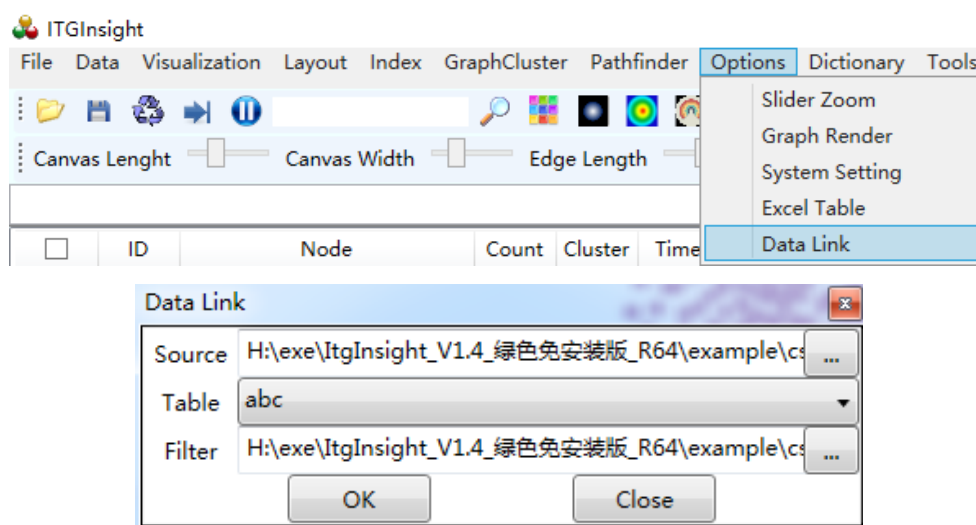 ITGInsight
File Data Visualization Layout Index GraphCluster Pathfinder Options Dictionary Tools
Slider Zoom
Graph Render
System Setting
Excel Table
Data Link
Canvas Lenght Canvas Width Edge Length
ID Node Count Cluster Time
Data Link
Source H:\exe\ItgInsight_V1.4_绿色免安装版_R64\example\cs ...
Table abc
Filter H:\exe\ItgInsight_V1.4_绿色免安装版_R64\example\cs ...
OK Close